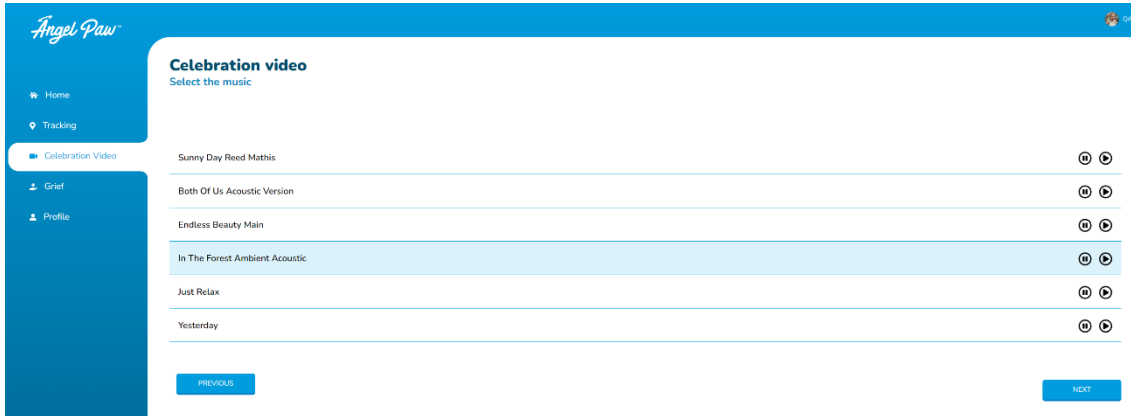 Angel Paw
Home
Tracking
Celebration Video
Grief
Profile
Celebration video
Select the music
Sunny Day Reed Mathis
Both Of Us Acoustic Version
Endless Beauty Main
In The Forest Ambient Acoustic
Just Relax
Yesterday
PREVIOUS
NEXT